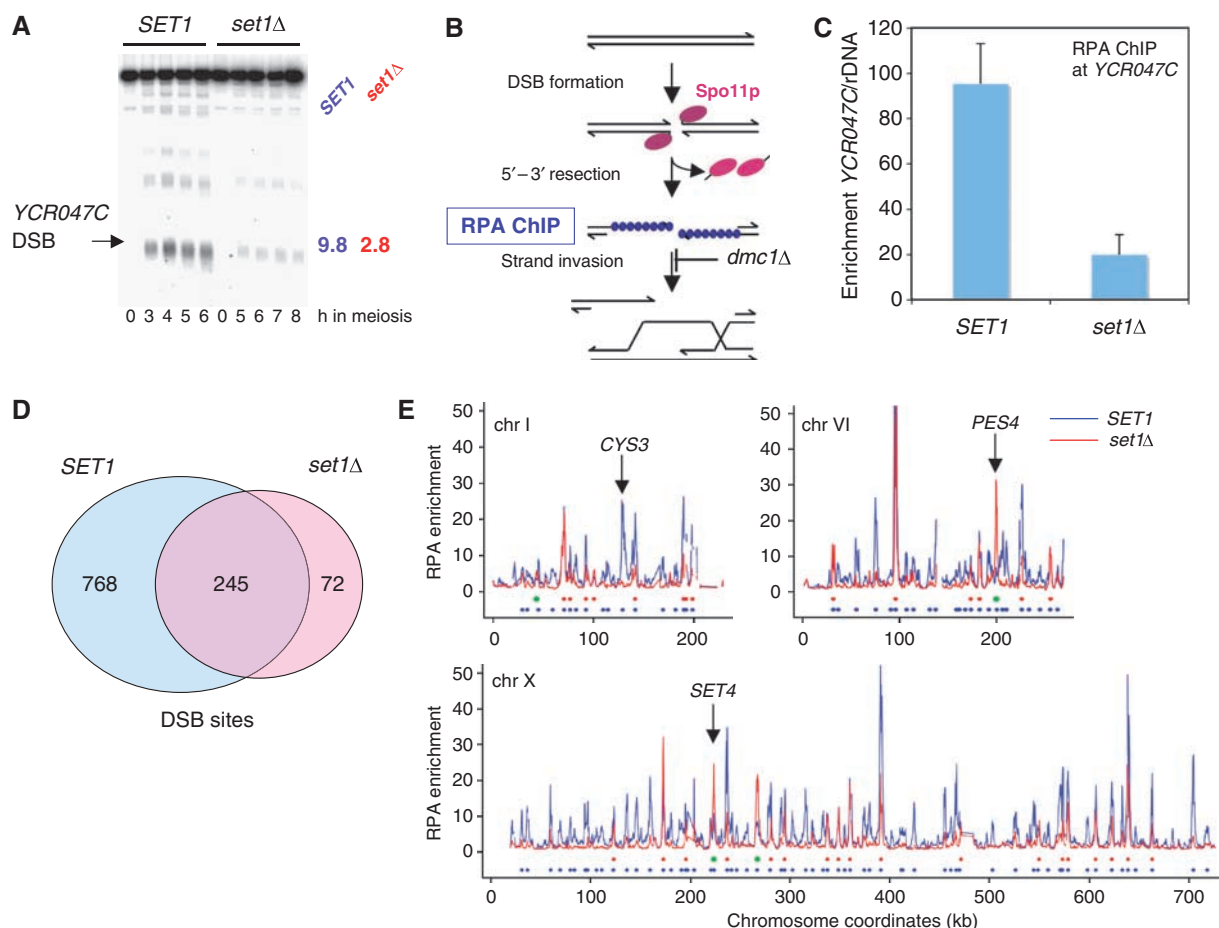 A
SET1
set1Δ
SET1
set1Δ
YCR047C
DSB
9.8
2.8
0 3 4 5 6 0 5 6 7 8 h in meiosis
B
DSB formation
Spo11p
5′–3′ resection
RPA ChIP
Strand invasion
dmc1Δ
C
RPA ChIP
at YCR047C
Enrichment YCR047C/rDNA
120
100
80
60
40
20
0
SET1
set1Δ
D
SET1
set1Δ
768
245
72
DSB sites
E
chr I
CYS3
RPA enrichment
50
40
30
20
10
0
0 100 200
chr VI
PES4
50
40
30
20
10
0
0 100 200
SET1
set1Δ
chr X
SET4
RPA enrichment
50
40
30
20
10
0
0 100 200 300 400 500 600 700
Chromosome coordinates (kb)